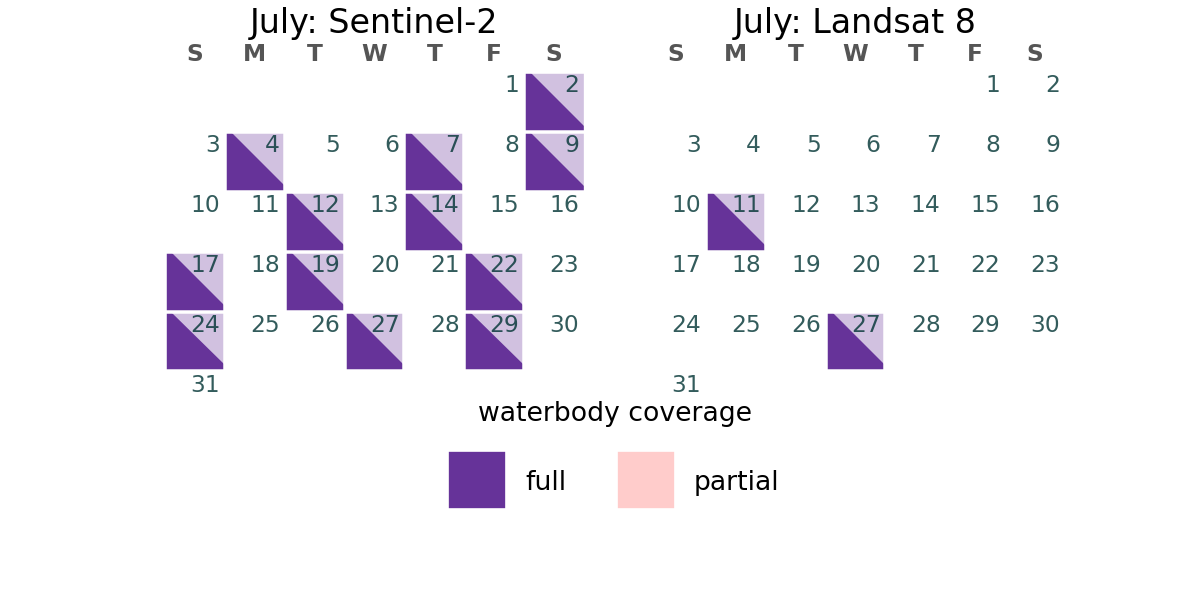 July: Sentinel-2
S M T W T F S
1 2
3 4 5 6 7 8 9
10 11 12 13 14 15 16
17 18 19 20 21 22 23
24 25 26 27 28 29 30
31
July: Landsat 8
S M T W T F S
1 2
3 4 5 6 7 8 9
10 11 12 13 14 15 16
17 18 19 20 21 22 23
24 25 26 27 28 29 30
31
waterbody coverage
full
partial